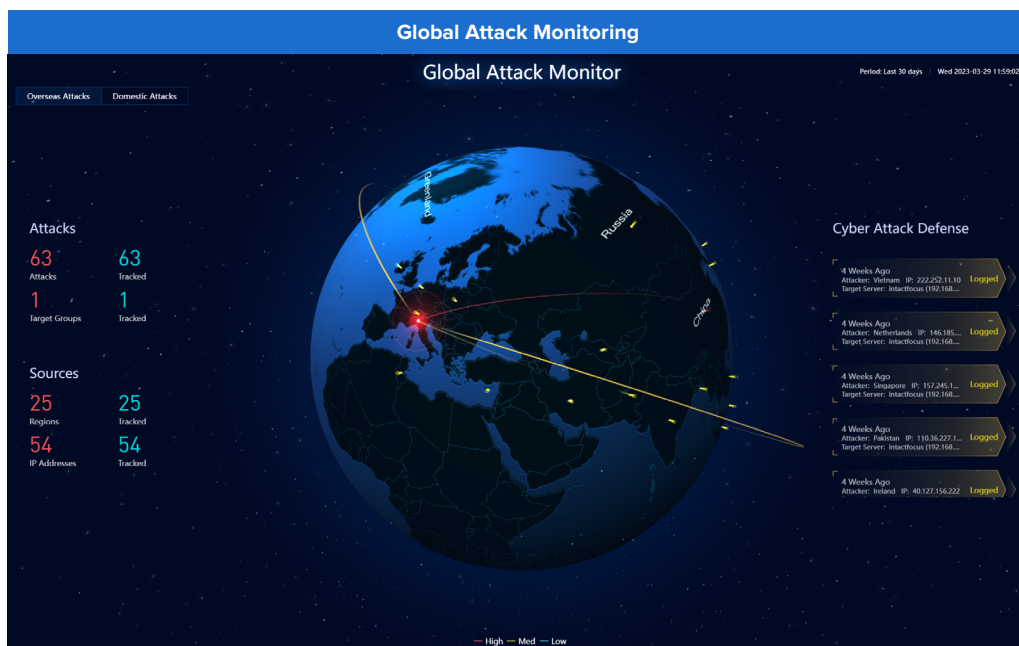 Global Attack Monitoring
Global Attack Monitor
Period: Last 30 days | Wed 2023-03-29 11:59:02
Overseas Attacks Domestic Attacks
Greenland
Russia
China
Attacks
63 63
Attacks Tracked
1 1
Target Groups Tracked
Sources
25 25
Regions Tracked
54 54
IP Addresses Tracked
Cyber Attack Defense
4 Weeks Ago
Attacker: Vietnam IP: 222.252.11.10 Logged
Target Server: Intactfocus (192.168....
4 Weeks Ago
Attacker: Netherlands IP: 146.185.... Logged
Target Server: Intactfocus (192.168....
4 Weeks Ago
Attacker: Singapore IP: 157.245.1... Logged
Target Server: Intactfocus (192.168....
4 Weeks Ago
Attacker: Pakistan IP: 110.36.227.1... Logged
Target Server: Intactfocus (192.168....
4 Weeks Ago
Attacker: Ireland IP: 40.127.156.222 Logged
High Med Low